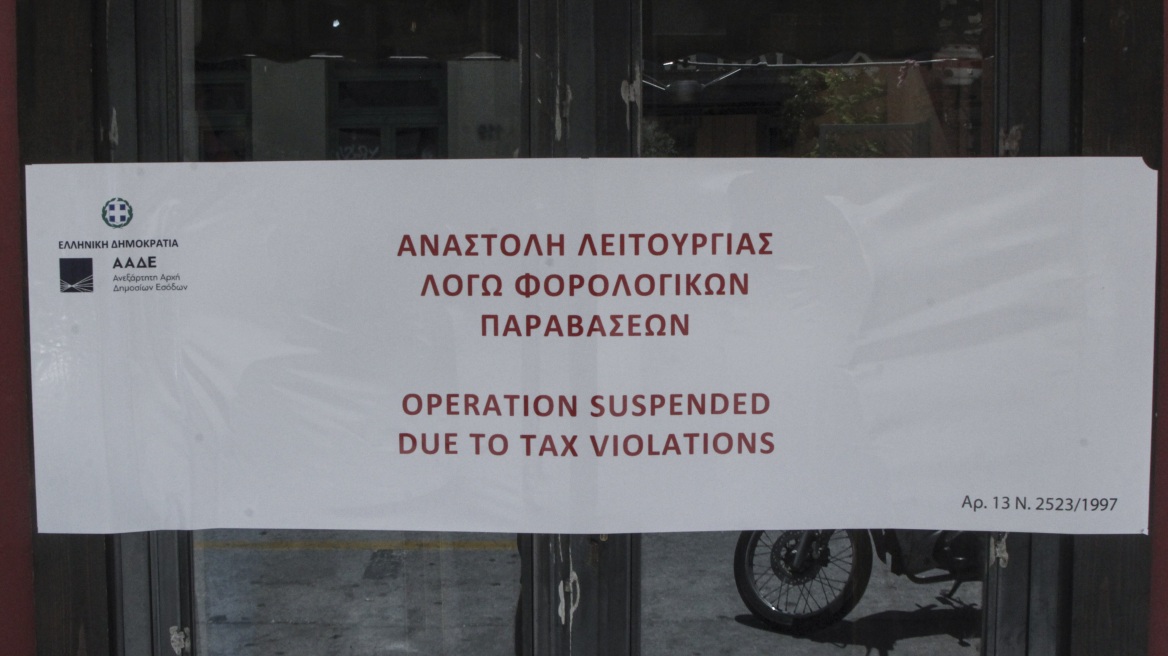 ΕΛΛΗΝΙΚΗ ΔΗΜΟΚΡΑΤΙΑ
ΑΑΔΕ
Ανεξάρτητη Αρχή
Δημοσίων Εσόδων
ΑΝΑΣΤΟΛΗ ΛΕΙΤΟΥΡΓΙΑΣ
ΛΟΓΩ ΦΟΡΟΛΟΓΙΚΩΝ
ΠΑΡΑΒΑΣΕΩΝ
OPERATION SUSPENDED
DUE TO TAX VIOLATIONS
Αρ. 13 Ν. 2523/1997